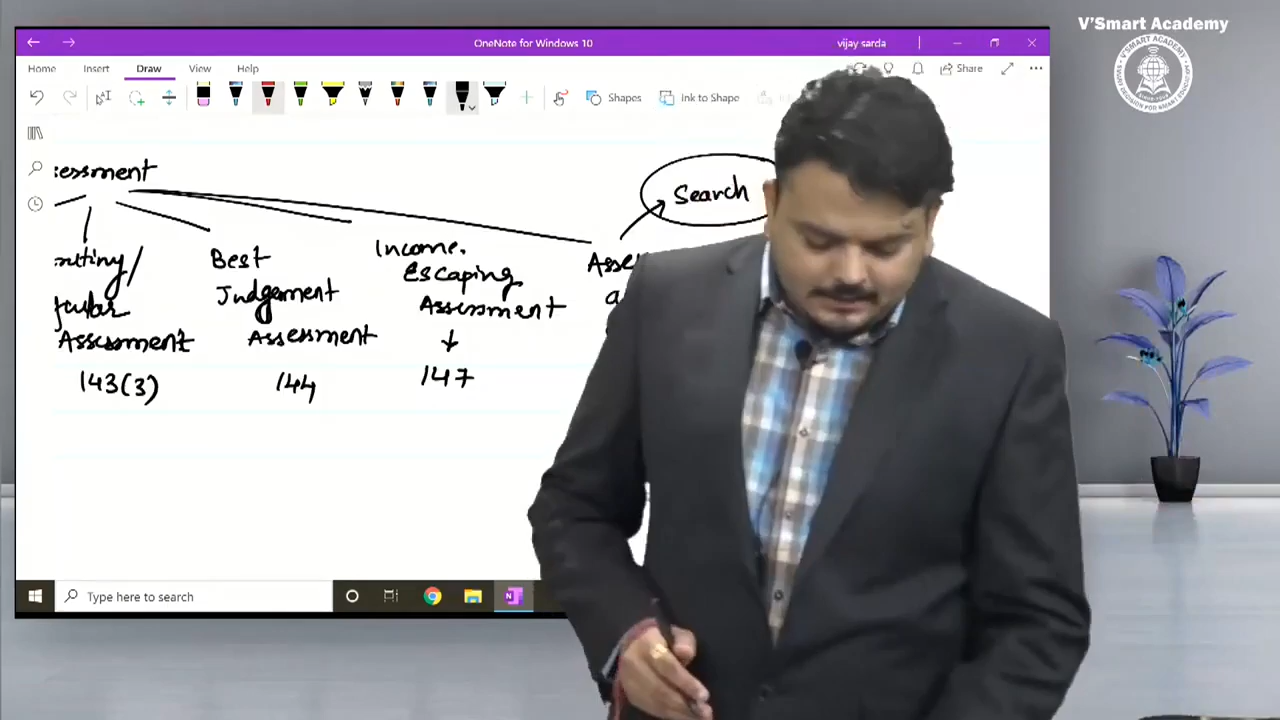 V'Smart Academy
OneNote for Windows 10
vijay sarda
Home
Insert
Draw
View
Help
Share
Shapes
Ink to Shape
essment
Search
Best
Judgement
Assessment
144
Income.
Escaping
Assessment
147
Assessment
143(3)
Type here to search